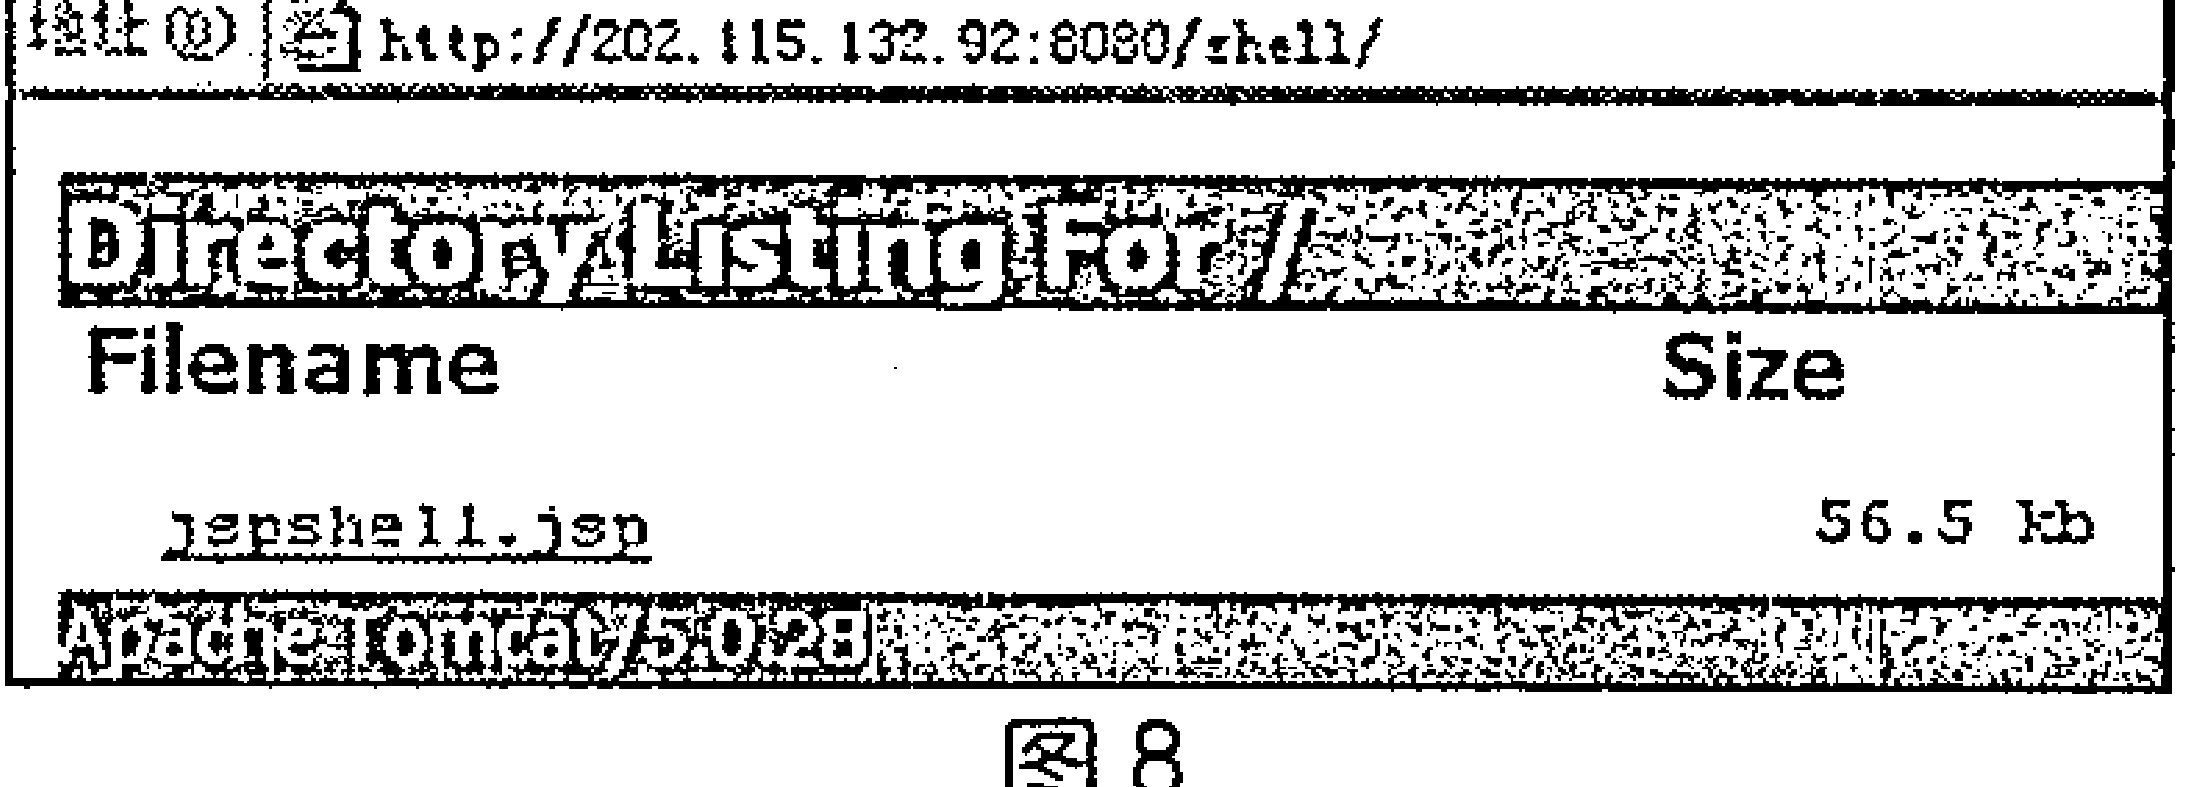 地址(D) http://202.115.132.92:8080/shell/
Directory Listing For /
Filename Size
jspshell.jsp 56.5 kb
Apache Tomcat/5.0.28
图 8